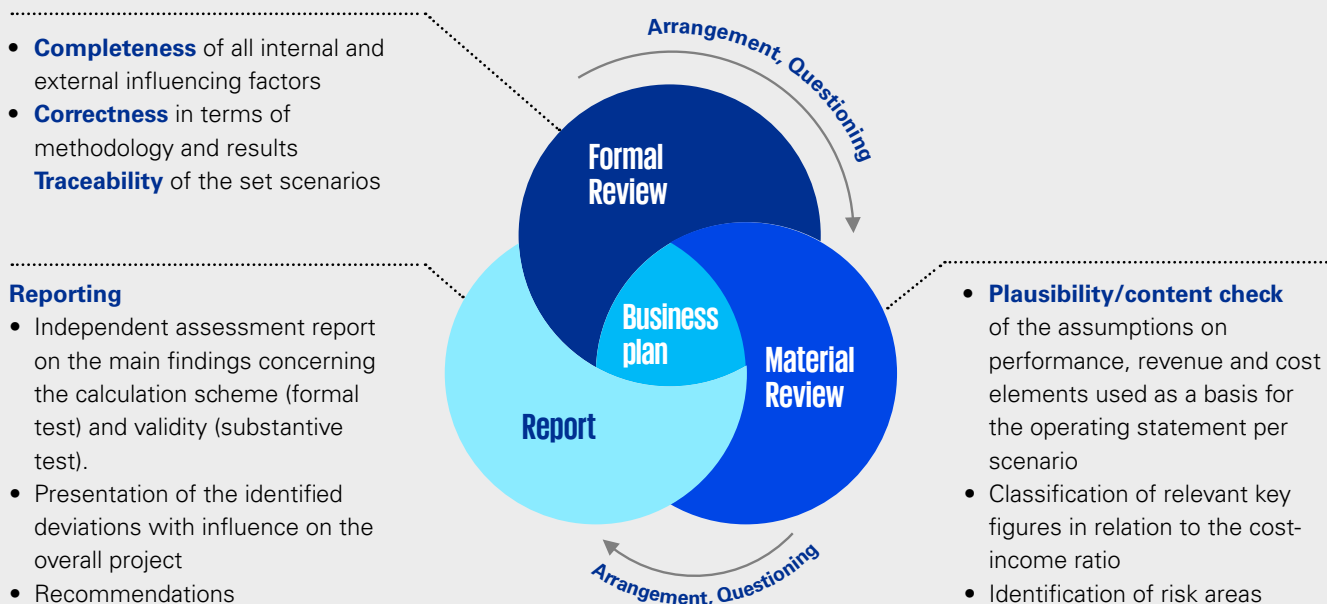 • Completeness of all internal and
external influencing factors
• Correctness in terms of
methodology and results
Traceability of the set scenarios
Arrangement, Questioning
Formal
Review
Reporting
• Independent assessment report
on the main findings concerning
the calculation scheme (formal
test) and validity (substantive
test).
• Presentation of the identified
deviations with influence on the
overall project
• Recommendations
Business
plan
Material
Review
Report
• Plausibility/content check
of the assumptions on
performance, revenue and cost
elements used as a basis for
the operating statement per
scenario
• Classification of relevant key
figures in relation to the cost-
income ratio
• Identification of risk areas
Arrangement, Questioning